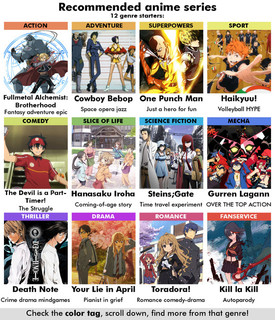 Recommended anime series
12 genre starters:
ACTION
ADVENTURE
SUPERPOWERS
SPORT
Fullmetal Alchemist:
Brotherhood
Fantasy adventure epic
Cowboy Bebop
Space opera jazz
One Punch Man
Just a hero for fun
Haikyuu!
Volleyball HYPE
COMEDY
SLICE OF LIFE
SCIENCE FICTION
MECHA
The Devil is a Part-
Timer!
The Struggle
Hanasaku Iroha
Coming-of-age story
Steins;Gate
Time travel experiment
Gurren Lagann
OVER THE TOP ACTION
THRILLER
DRAMA
ROMANCE
FANSERVICE
Death Note
Crime drama mindgames
Your Lie in April
Pianist in grief
Toradora!
Romance comedy-drama
Kill la Kill
Autoparody
Check the color tag, scroll down, find more from that genre!